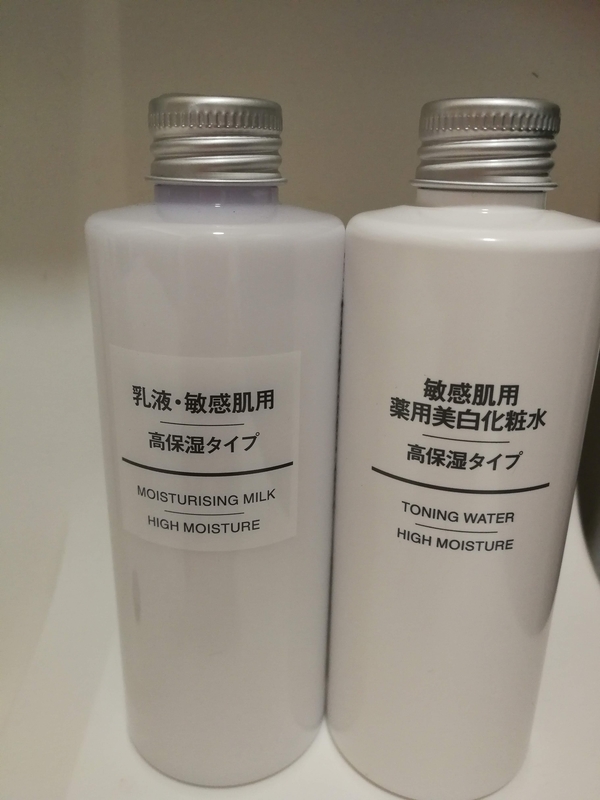 乳液・敏感肌用
高保湿タイプ
MOISTURISING MILK
HIGH MOISTURE
敏感肌用
薬用美白化粧水
高保湿タイプ
TONING WATER
HIGH MOISTURE